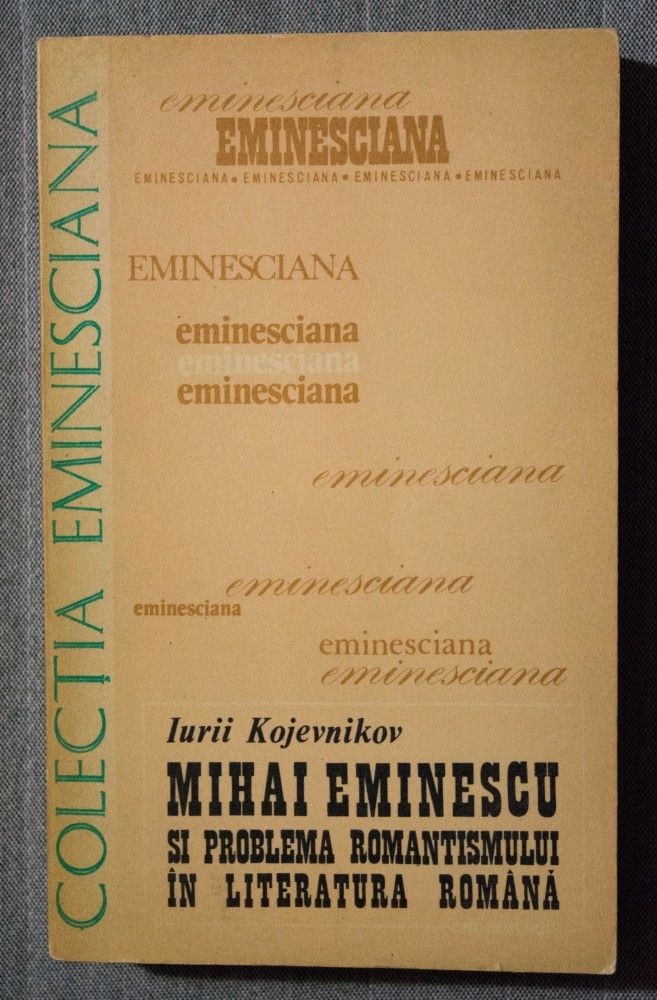 COLECȚIA EMINESCIANA
eminesciana
EMINESCIANA
EMINESCIANA • EMINESCIANA • EMINESCIANA • EMINESCIANA
EMINESCIANA
eminesciana
eminesciana
eminesciana
eminesciana
eminesciana
eminesciana
eminesciana
eminesciana
Iurii Kojevnikov
MIHAI EMINESCU
SI PROBLEMA ROMANTISMULUI
ÎN LITERATURA ROMÂNĂ